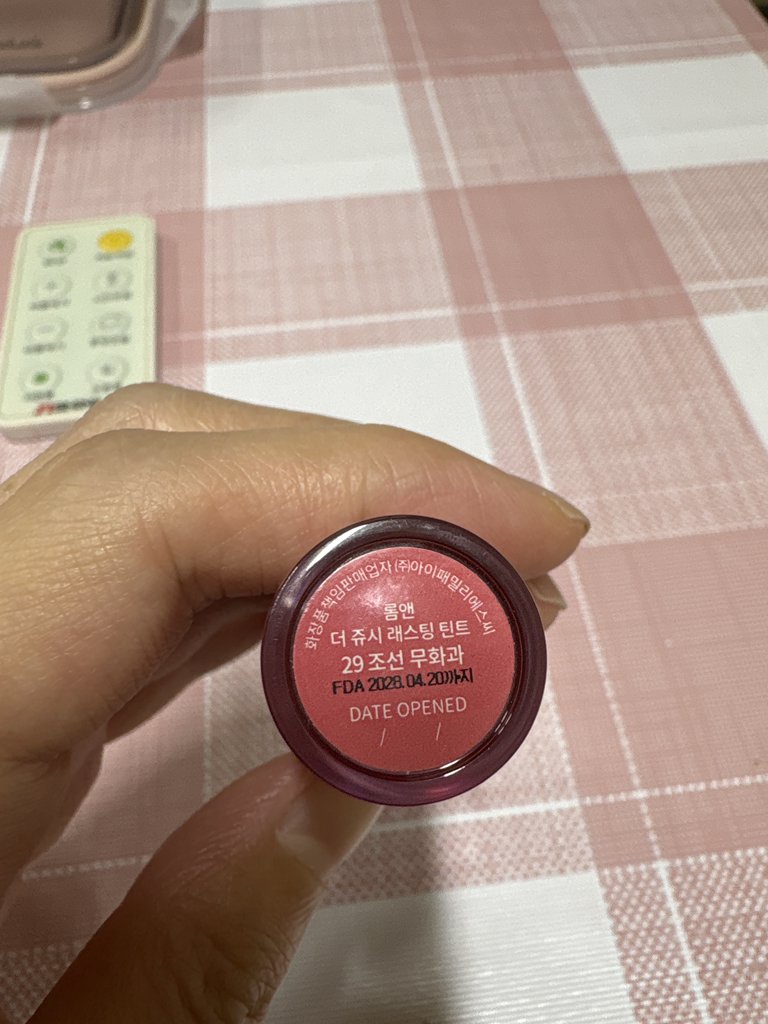 화장품책임판매업자 ㈜아이패밀리에스씨
롬앤
더 쥬시 래스팅 틴트
29 조선 무화과
FDA 2028.04.20까지
DATE OPENED
/ /